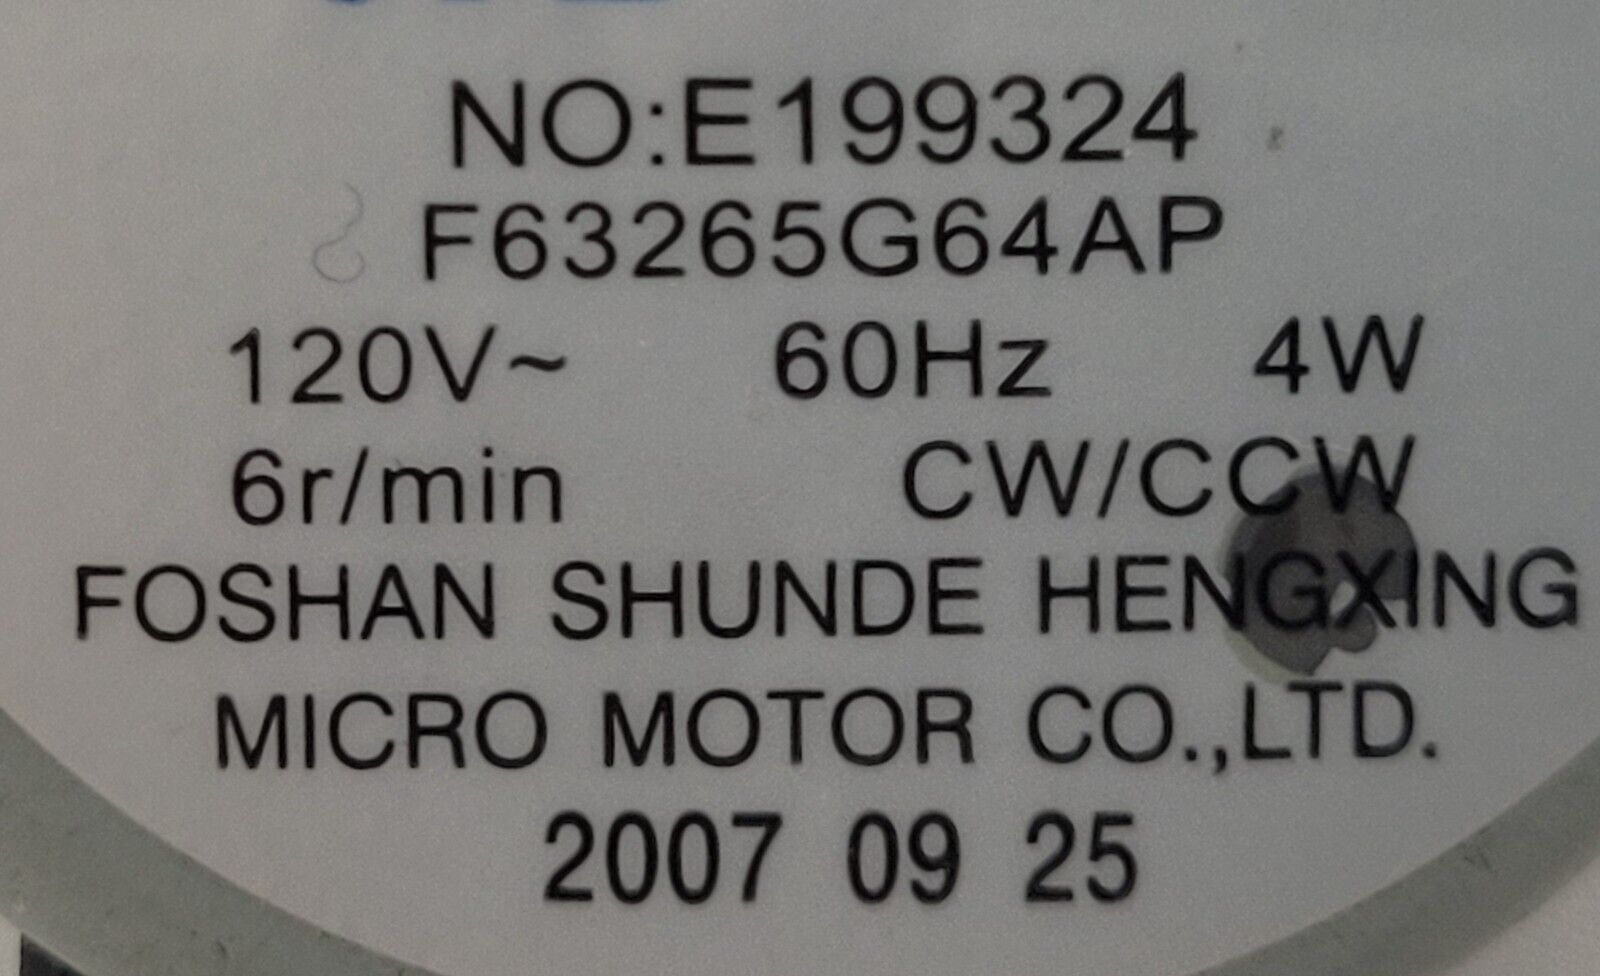 NO:E199324
F63265G64AP
120V~ 60Hz 4W
6r/min CW/CCW
FOSHAN SHUNDE HENGXING
MICRO MOTOR CO.,LTD.
2007 09 25